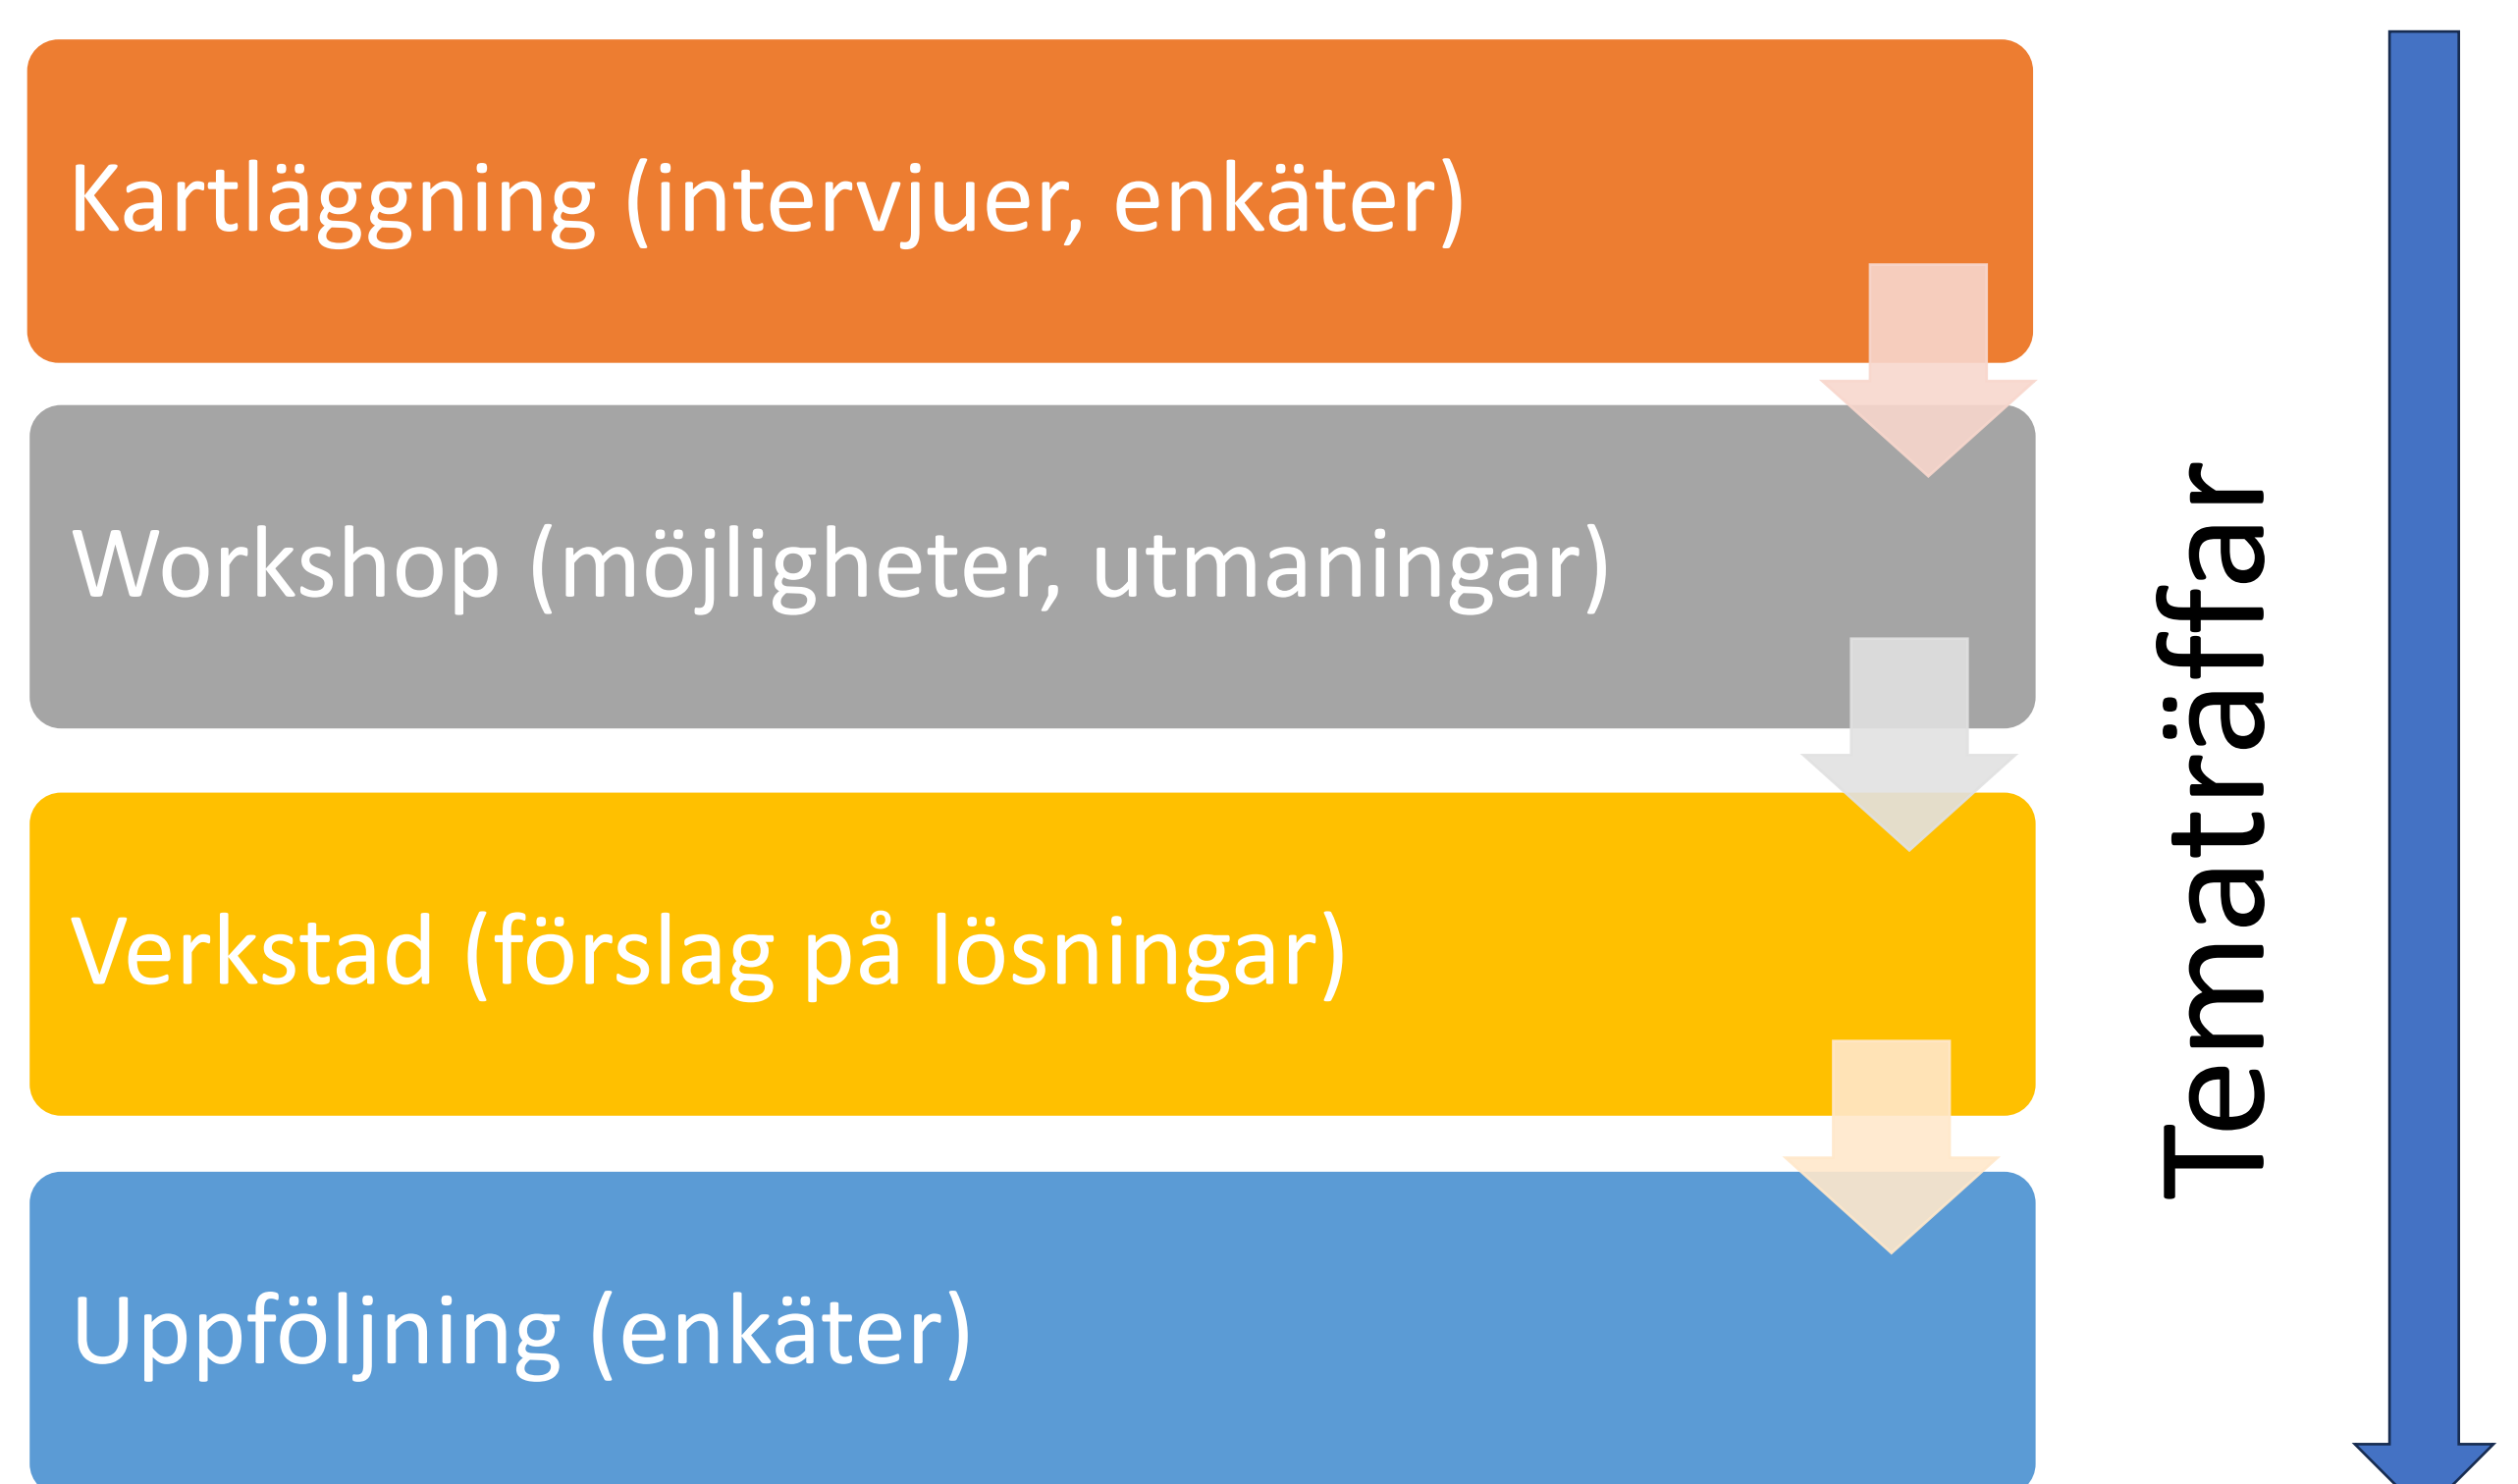 Kartläggning (intervjuer, enkäter)
Workshop (möjligheter, utmaningar)
Verkstad (förslag på lösningar)
Uppföljning (enkäter)
Tematräffar